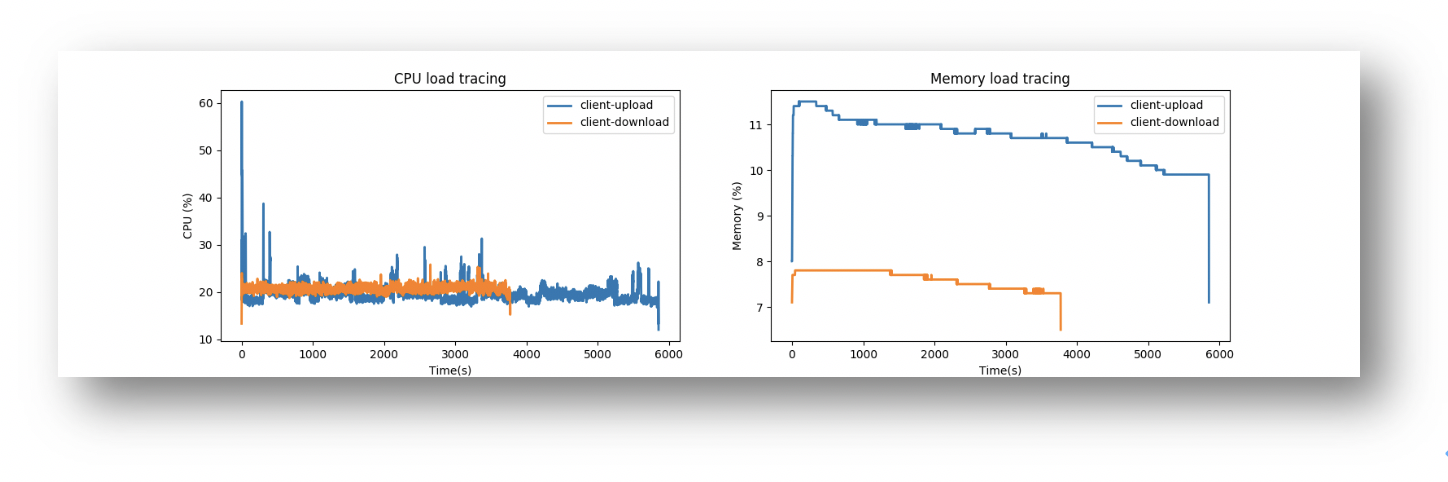 CPU load tracing
60
50
40
30
20
10
CPU (%)
client-upload
client-download
0 1000 2000 3000 4000 5000 6000
Time(s)
Memory load tracing
11
10
9
8
7
Memory (%)
client-upload
client-download
0 1000 2000 3000 4000 5000 6000
Time(s)